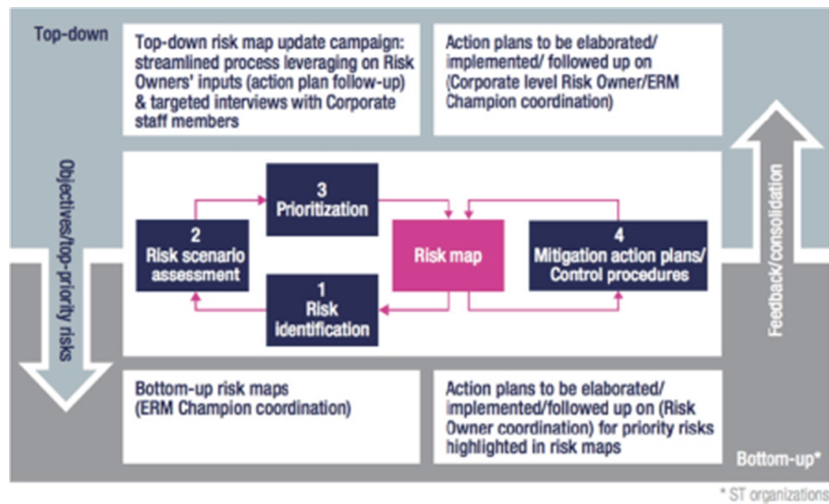 Top-down
Top-down risk map update campaign:
streamlined process leveraging on Risk
Owners' inputs (action plan follow-up)
& targeted interviews with Corporate
staff members
Action plans to be elaborated/
implemented/ followed up on
(Corporate level Risk Owner/ERM
Champion coordination)
Objectives/top-priority risks
3
Prioritization
2
Risk scenario
assessment
Risk map
4
Mitigation action plans/
Control procedures
1
Risk
identification
Feedback/consolidation
Bottom-up risk maps
(ERM Champion coordination)
Action plans to be elaborated/
implemented/followed up on (Risk
Owner coordination) for priority risks
highlighted in risk maps
Bottom-up*
* ST organizations